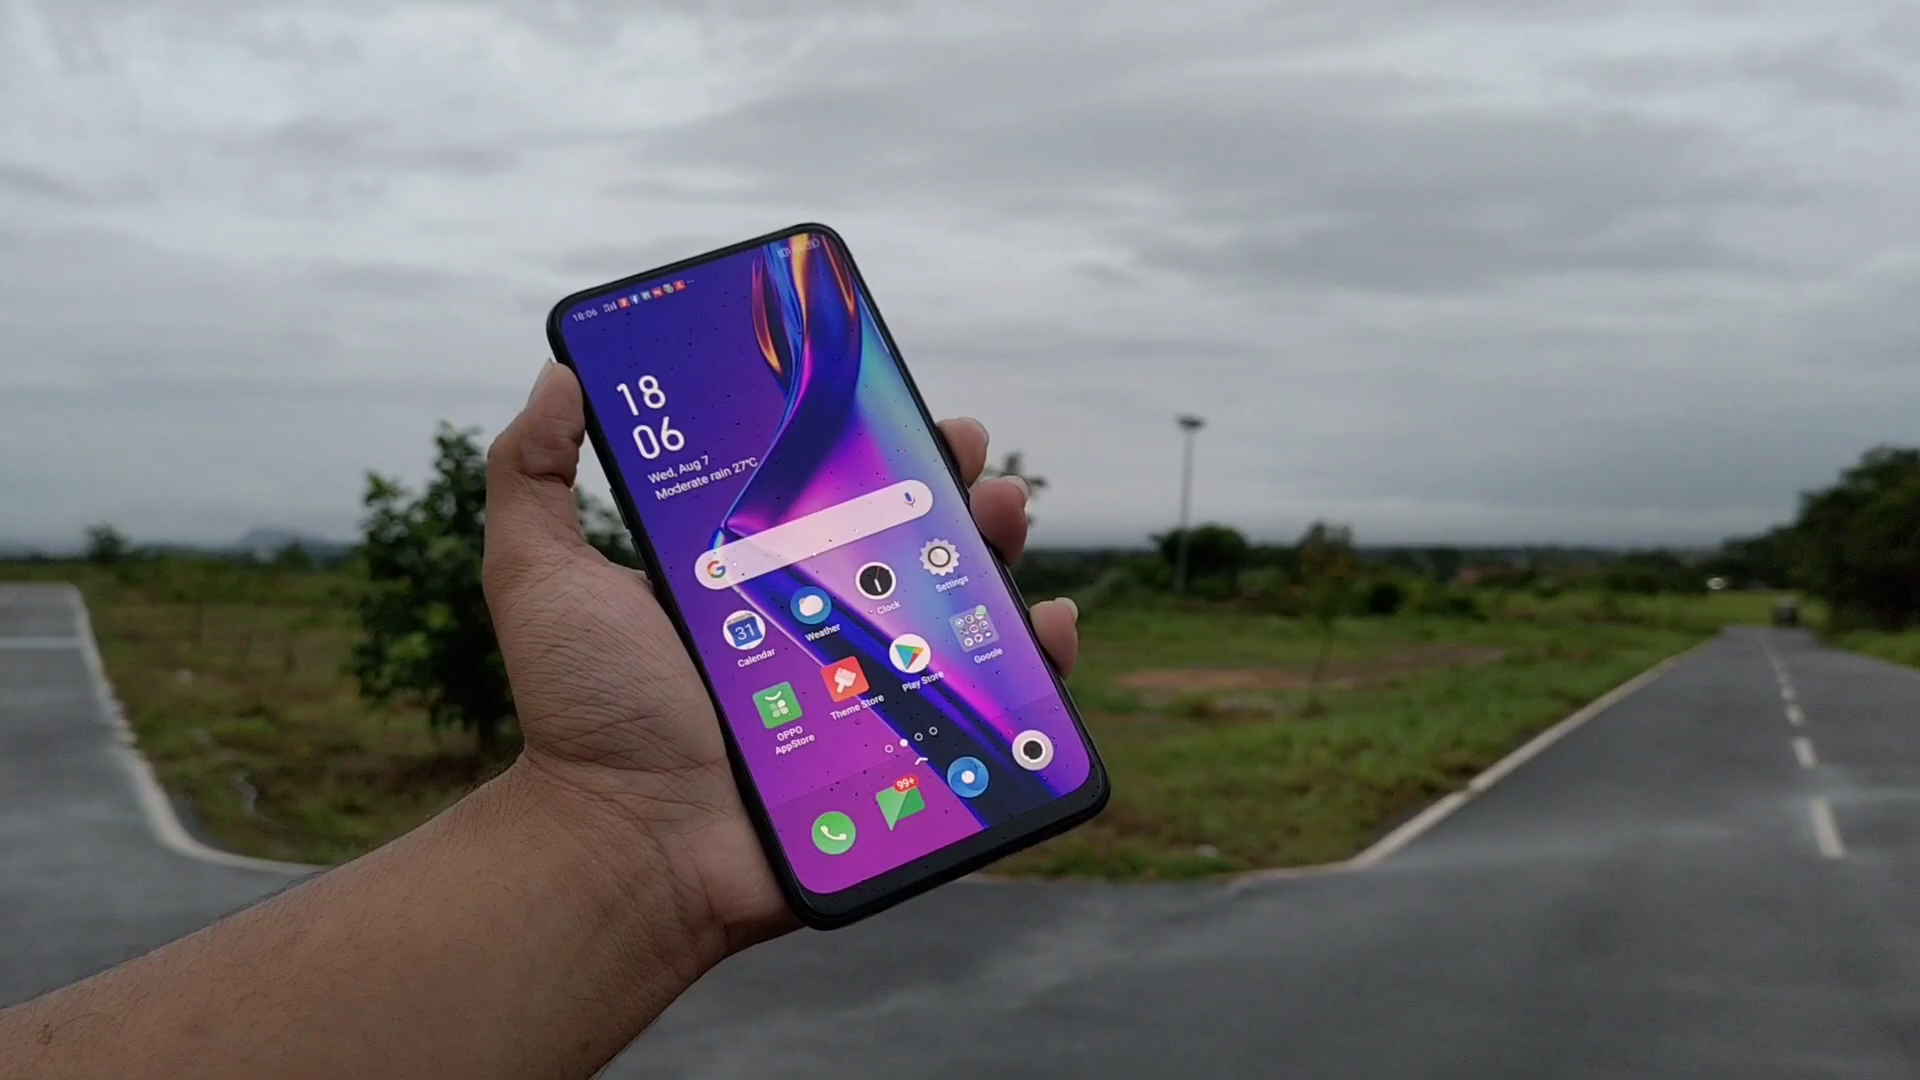 18:06
18
06
Wed, Aug 7
Moderate rain 27°C
G
Settings
Clock
Weather
31
Calendar
Google
Play Store
Theme Store
OPPO
AppStore
99+